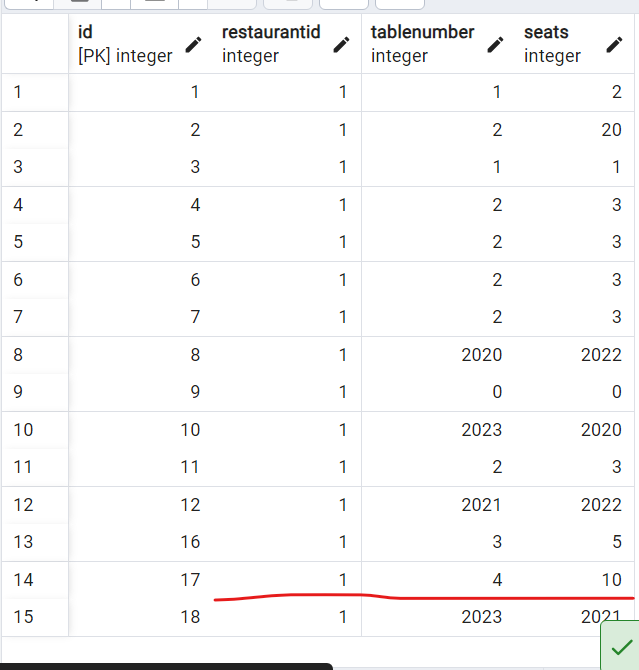 id restaurantid tablenumber seats
[PK] integer integer integer integer
1 1 1 1 2
2 2 1 2 20
3 3 1 1 1
4 4 1 2 3
5 5 1 2 3
6 6 1 2 3
7 7 1 2 3
8 8 1 2020 2022
9 9 1 0 0
10 10 1 2023 2020
11 11 1 2 3
12 12 1 2021 2022
13 16 1 3 5
14 17 1 4 10
15 18 1 2023 2021